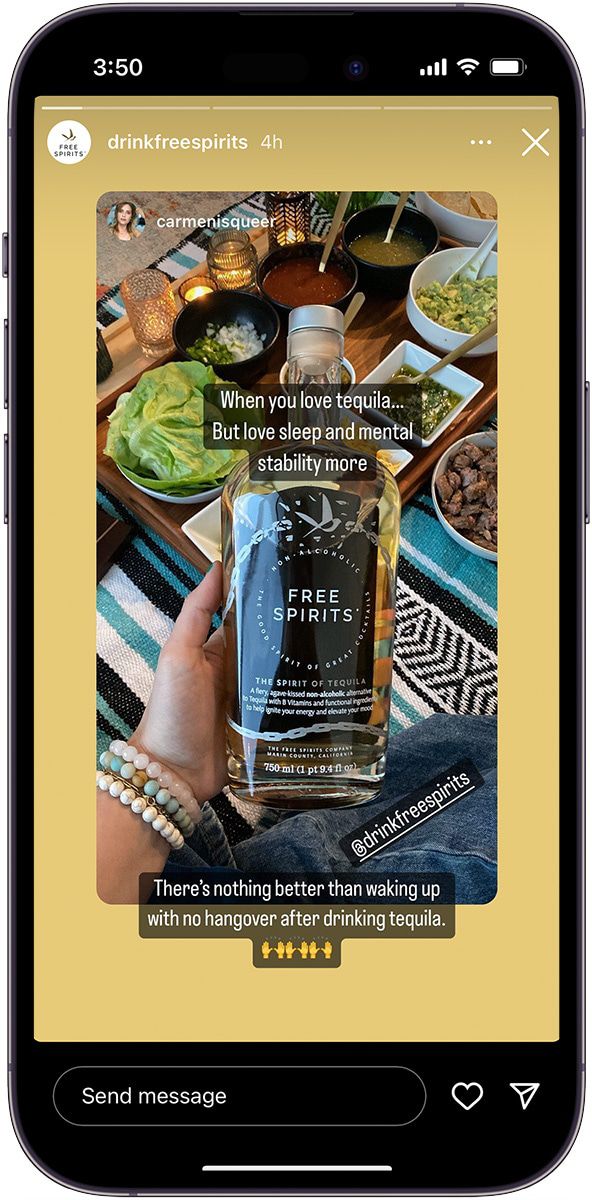 3:50
FREE
SPIRITS
drinkfreespirits 4h
carmenisqueer
When you love tequila...
But love sleep and mental
stability more
NON-ALCOHOLIC
FREE
SPIRITS
THE GOOD SPIRIT OF GREAT COCKTAILS
THE SPIRIT OF TEQUILA
A fiery, agave-kissed non-alcoholic alternative
to Tequila with B Vitamins and functional ingredients
to help ignite your energy and elevate your mood
THE FREE SPIRITS COMPANY
MARIN COUNTY, CALIFORNIA
750 ml (1 pt 9.4 fl oz)
@drinkfreespirits
There's nothing better than waking up
with no hangover after drinking tequila.
🙌🙌🙌
Send message